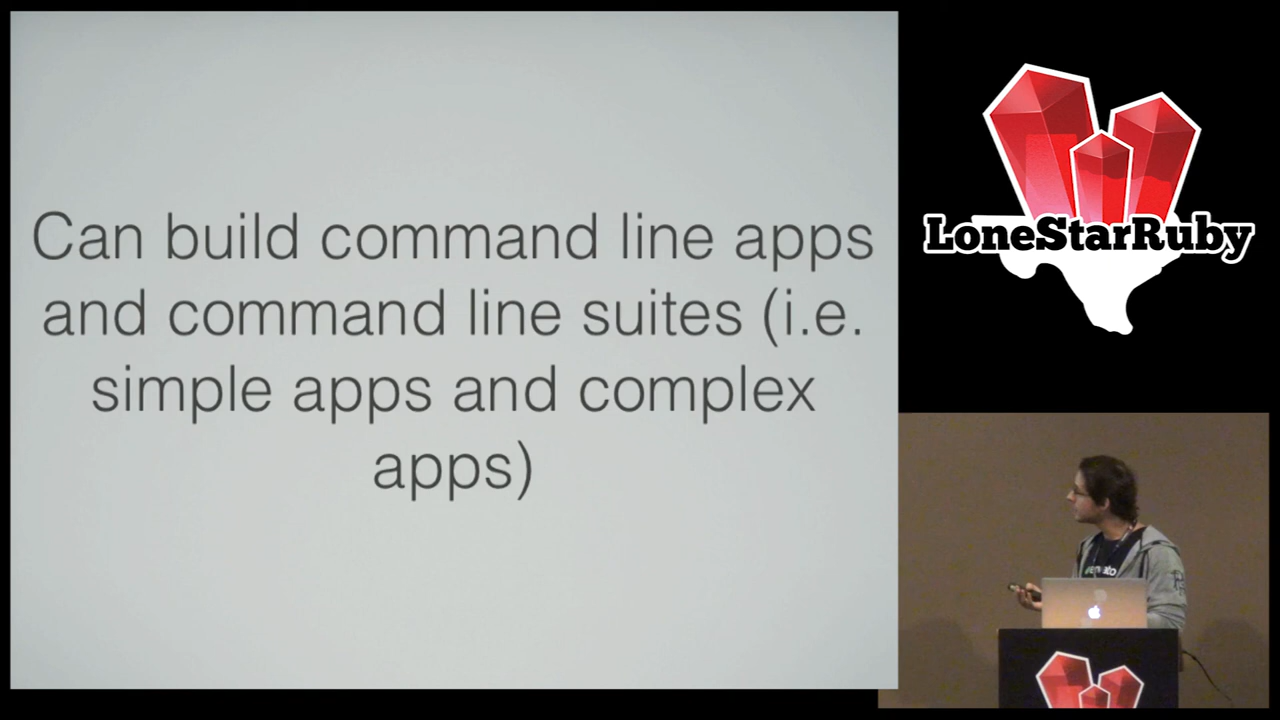 Can build command line apps
and command line suites (i.e.
simple apps and complex
apps)
LoneStarRuby